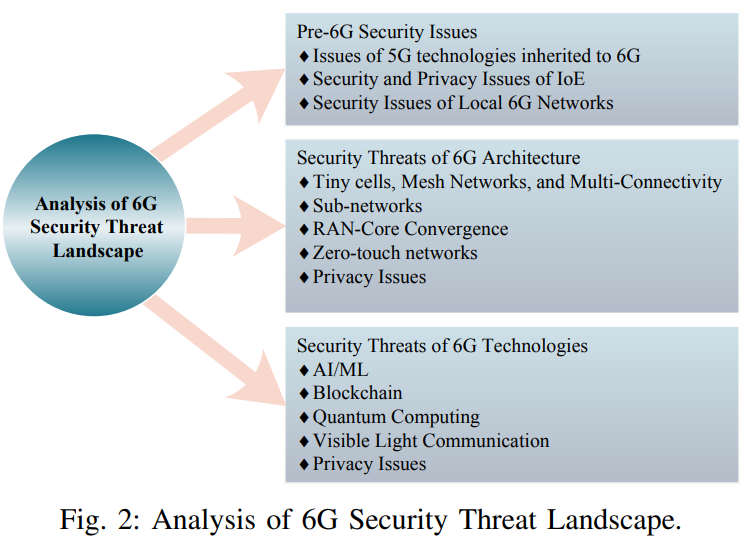 Analysis of 6G
Security Threat
Landscape
Pre-6G Security Issues
♦Issues of 5G technologies inherited to 6G
♦Security and Privacy Issues of IoE
♦Security Issues of Local 6G Networks
Security Threats of 6G Architecture
♦Tiny cells, Mesh Networks, and Multi-Connectivity
♦Sub-networks
♦RAN-Core Convergence
♦Zero-touch networks
♦Privacy Issues
Security Threats of 6G Technologies
♦AI/ML
♦Blockchain
♦Quantum Computing
♦Visible Light Communication
♦Privacy Issues
Fig. 2: Analysis of 6G Security Threat Landscape.